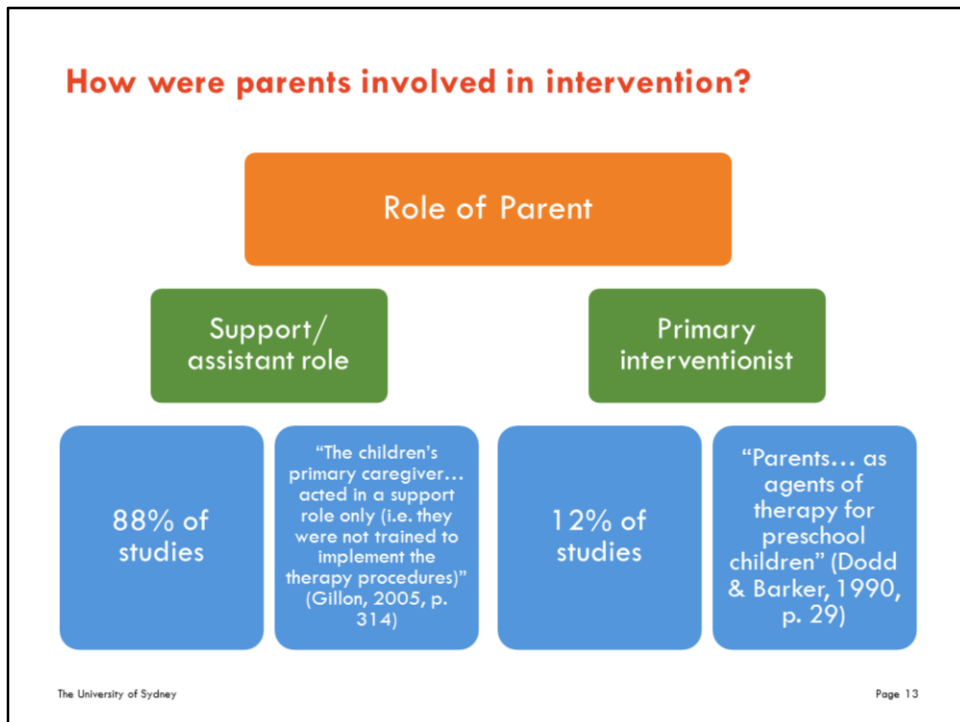 How were parents involved in intervention?
Role of Parent
Support/
assistant role
Primary
interventionist
88% of
studies
“The children’s
primary caregiver…
acted in a support
role only (i.e. they
were not trained to
implement the
therapy procedures)”
(Gillon, 2005, p.
314)
12% of
studies
“Parents… as
agents of
therapy for
preschool
children” (Dodd
& Barker, 1990,
p. 29)
The University of Sydney
Page 13